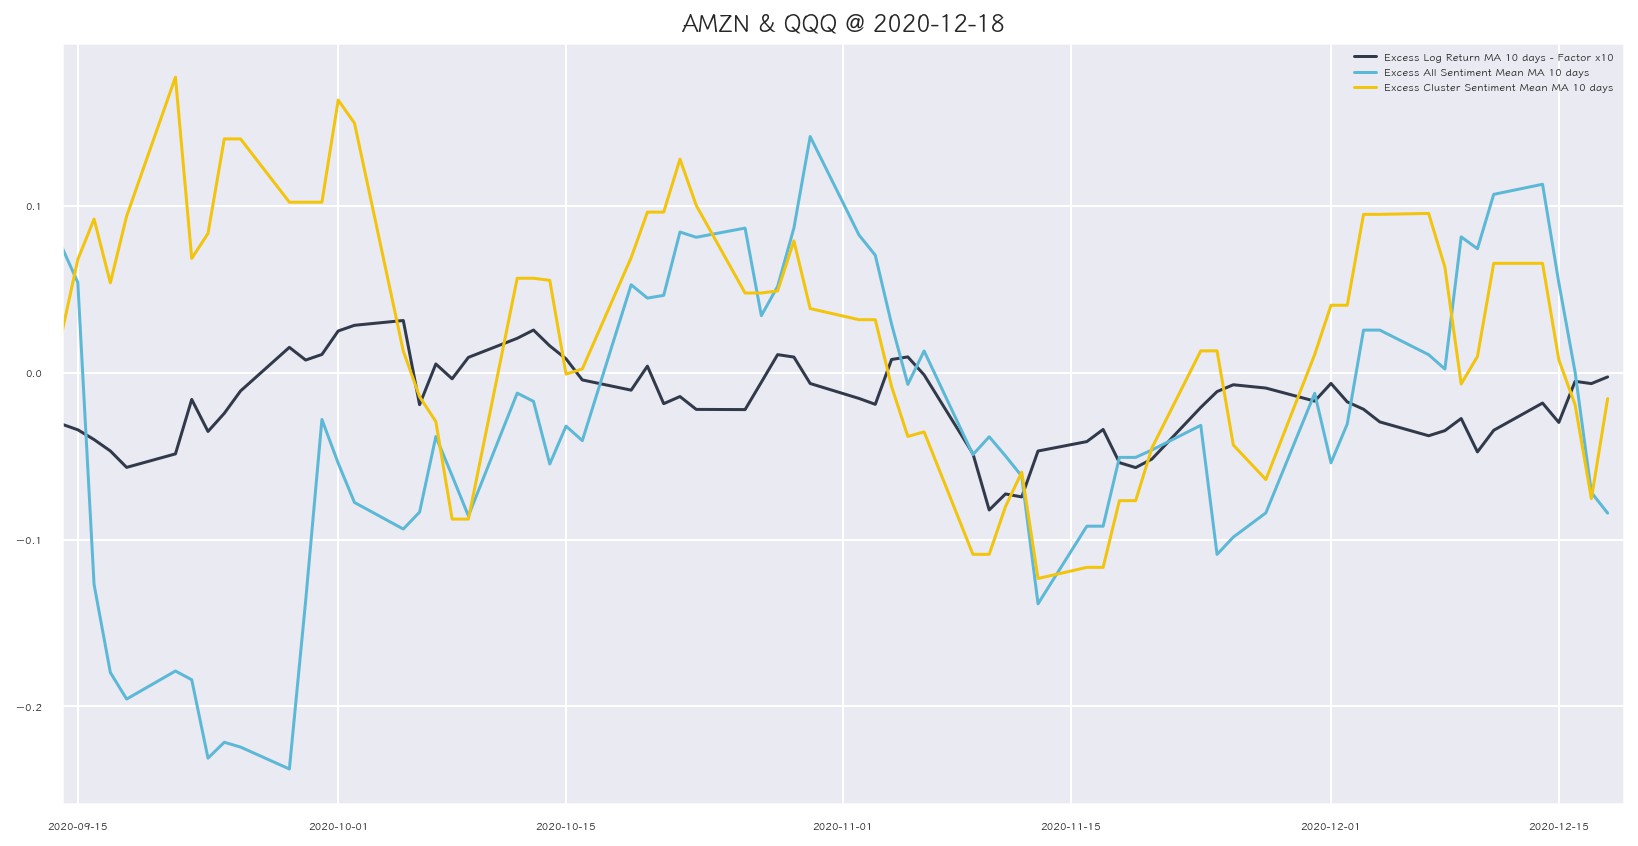 AMZN & QQQ @ 2020-12-18
Excess Log Return MA 10 days - Factor x10
Excess All Sentiment Mean MA 10 days
Excess Cluster Sentiment Mean MA 10 days
0.1
0.0
−0.1
−0.2
2020-09-15
2020-10-01
2020-10-15
2020-11-01
2020-11-15
2020-12-01
2020-12-15